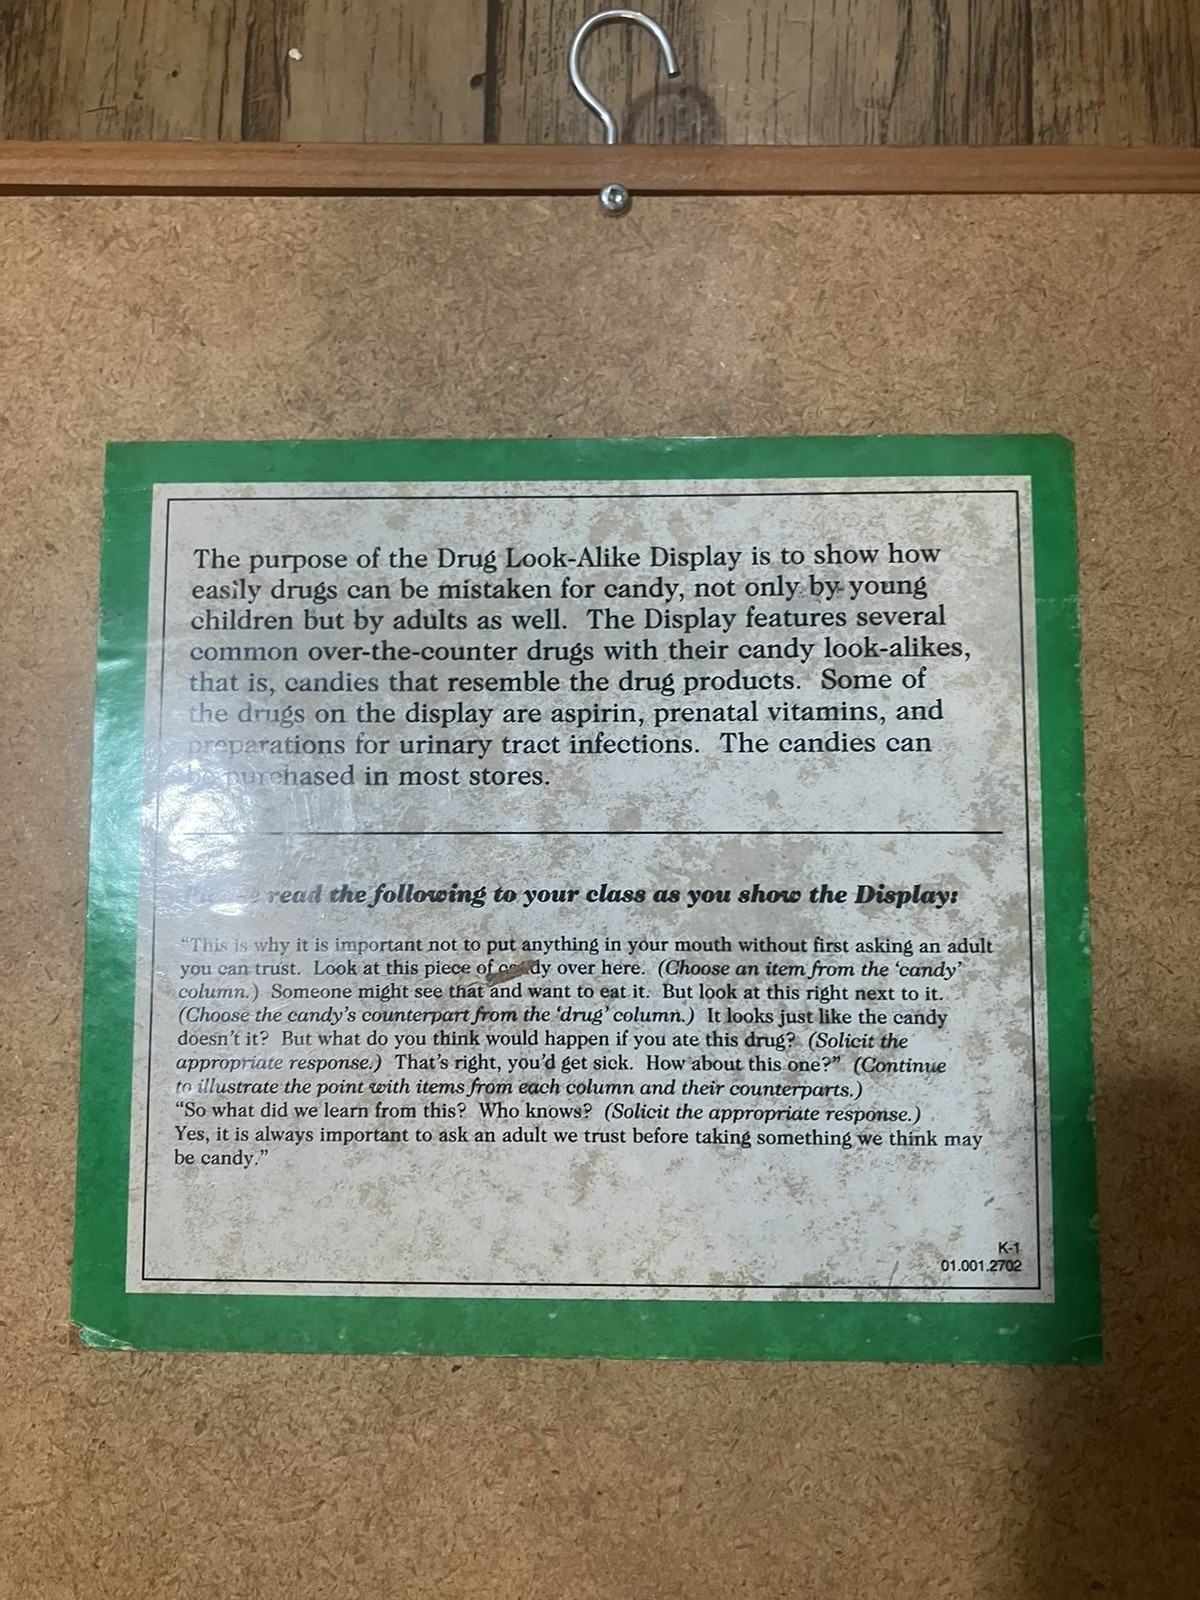 The purpose of the Drug Look-Alike Display is to show how
easily drugs can be mistaken for candy, not only by young
children but by adults as well. The Display features several
common over-the-counter drugs with their candy look-alikes,
that is, candies that resemble the drug products. Some of
the drugs on the display are aspirin, prenatal vitamins, and
preparations for urinary tract infections. The candies can
be purchased in most stores.
Please read the following to your class as you show the Display:
“This is why it is important not to put anything in your mouth without first asking an adult
you can trust. Look at this piece of candy over here. (Choose an item from the ‘candy’
column.) Someone might see that and want to eat it. But look at this right next to it.
(Choose the candy’s counterpart from the ‘drug’ column.) It looks just like the candy
doesn’t it? But what do you think would happen if you ate this drug? (Solicit the
appropriate response.) That’s right, you’d get sick. How about this one?” (Continue
to illustrate the point with items from each column and their counterparts.)
“So what did we learn from this? Who knows? (Solicit the appropriate response.)
Yes, it is always important to ask an adult we trust before taking something we think may
be candy.”
K-1
01.001.2702